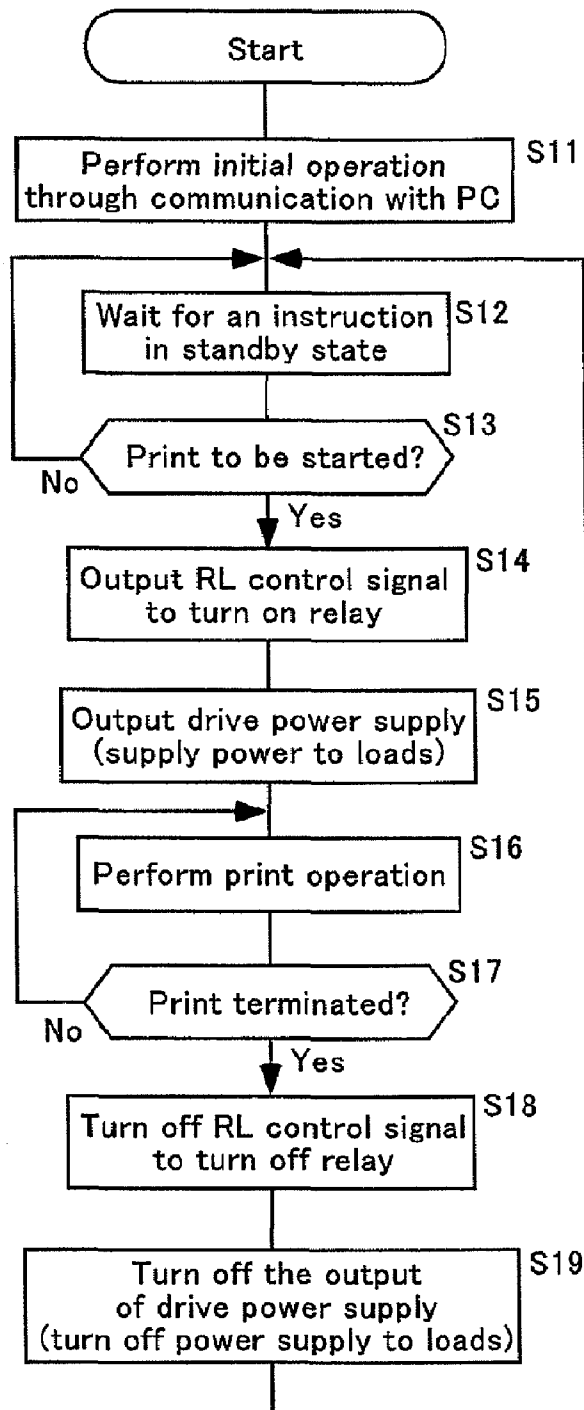 Start
S11
Perform initial operation
through communication with PC
S12
Wait for an instruction
in standby state
S13
Print to be started?
No
Yes
S14
Output RL control signal
to turn on relay
S15
Output drive power supply
(supply power to loads)
S16
Perform print operation
S17
Print terminated?
No
Yes
S18
Turn off RL control signal
to turn off relay
S19
Turn off the output
of drive power supply
(turn off power supply to loads)